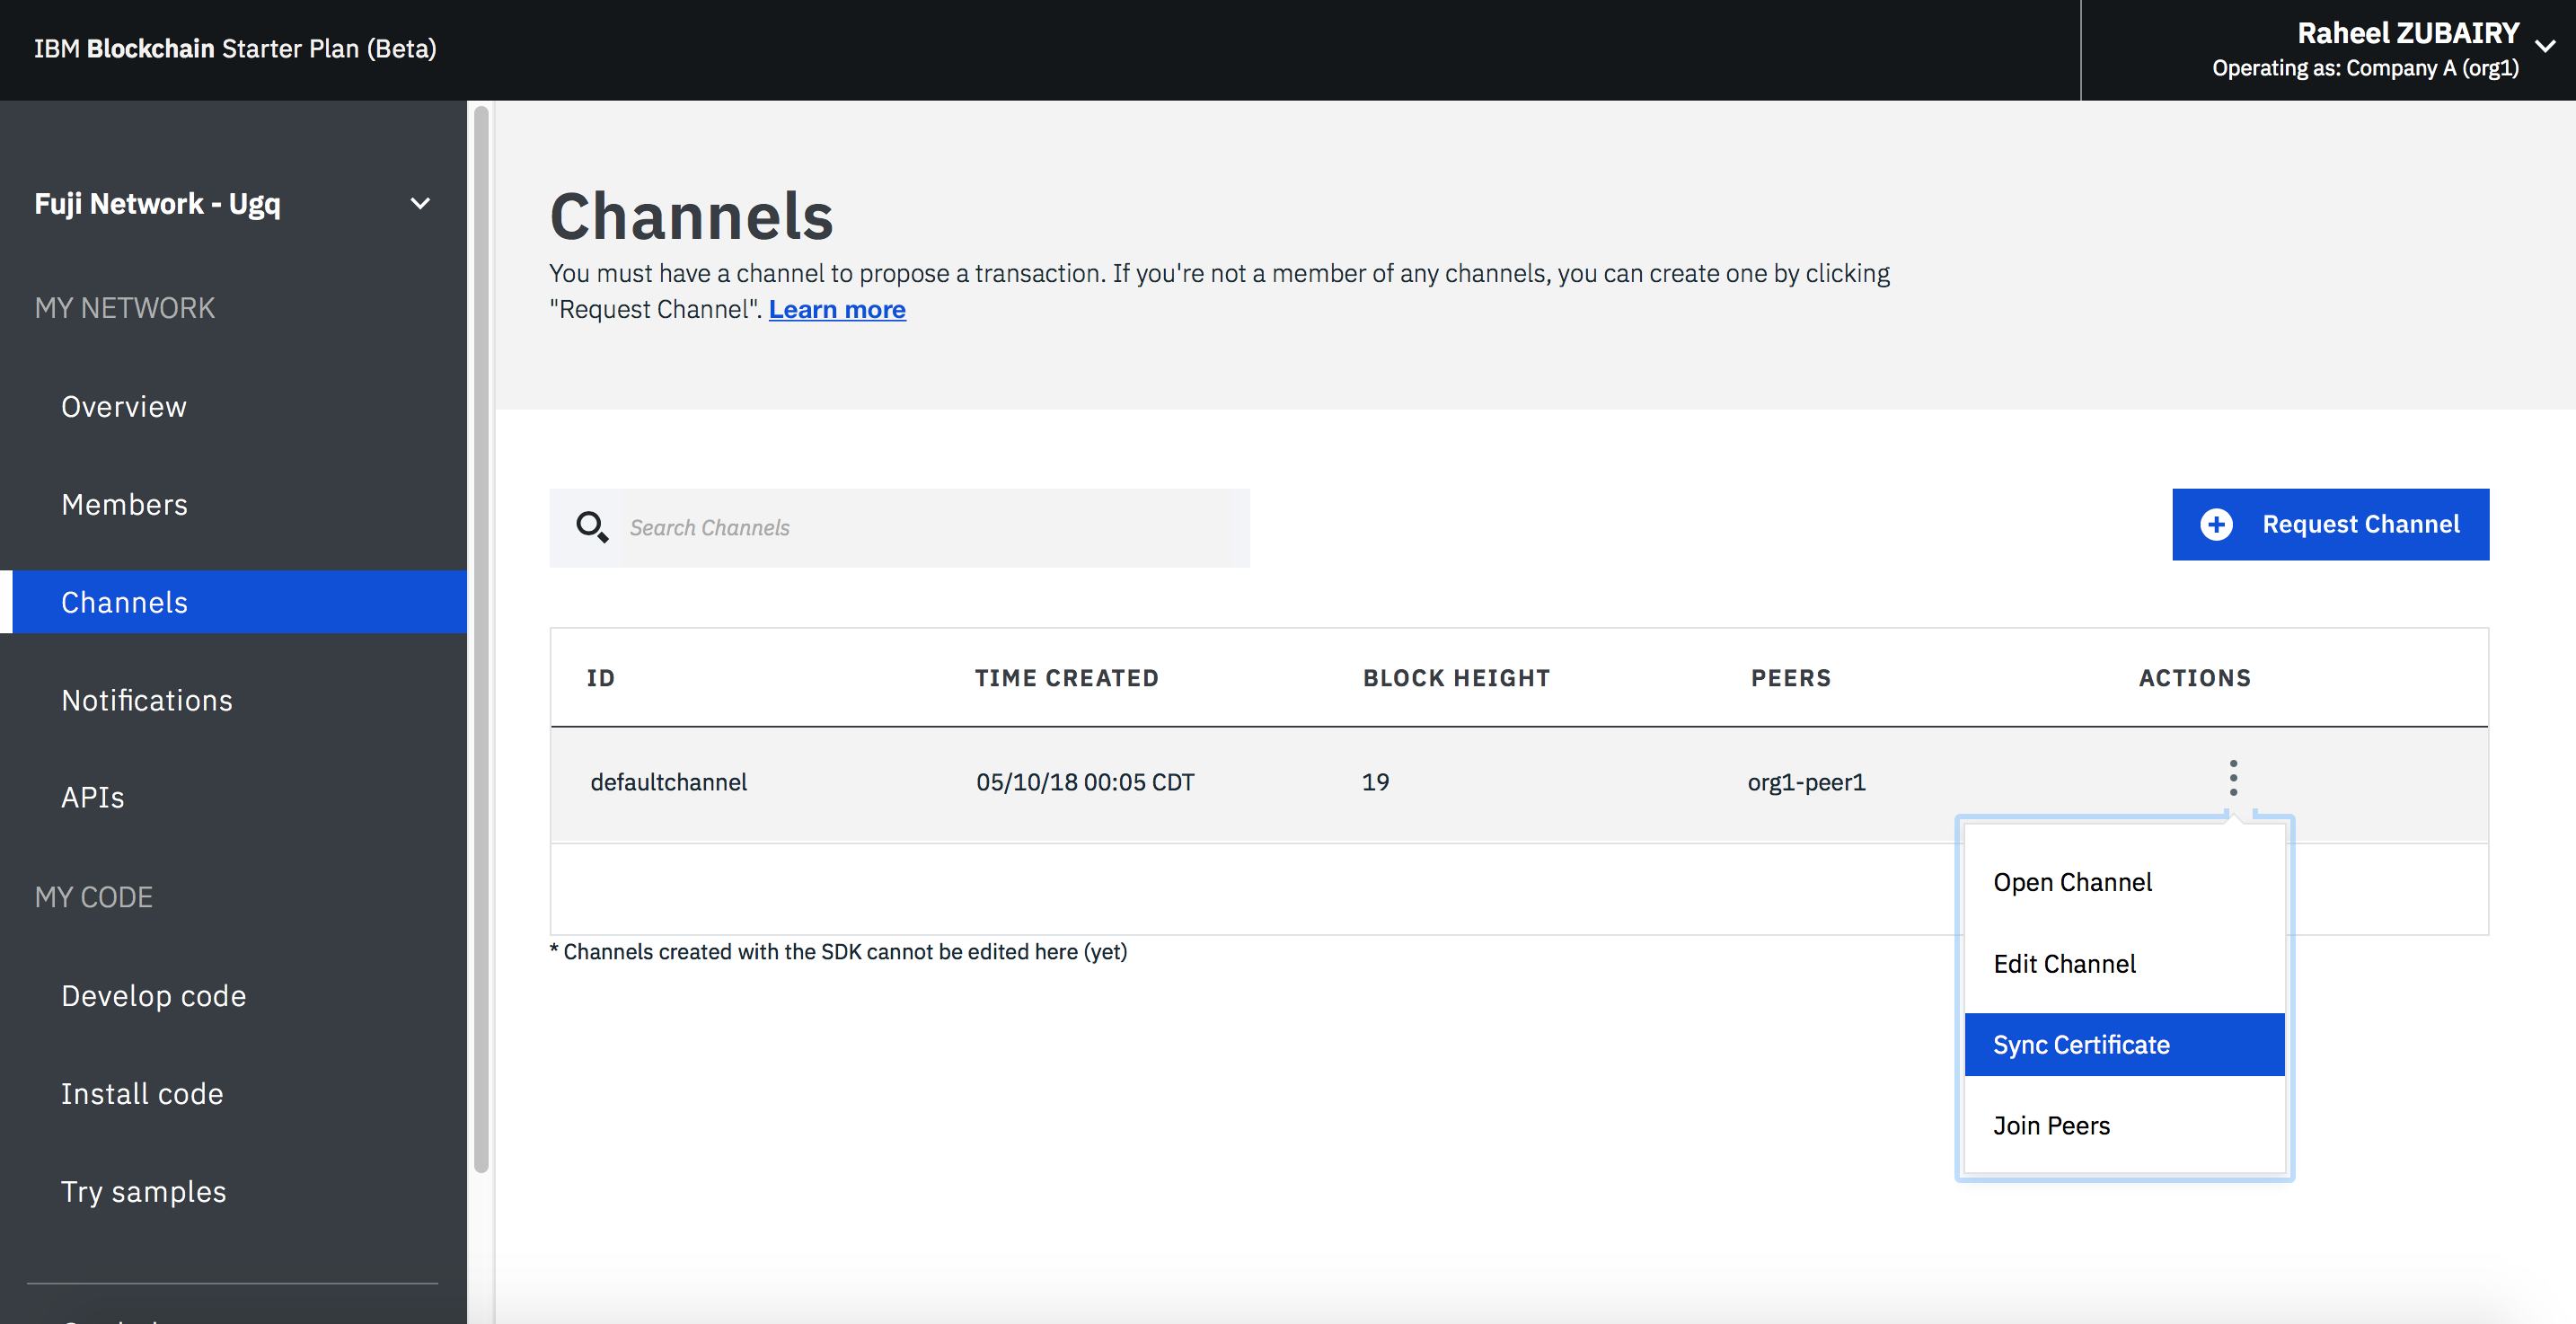 IBM Blockchain Starter Plan (Beta)
Raheel ZUBAIRY
Operating as: Company A (org1)
Fuji Network - Ugq
MY NETWORK
Overview
Members
Channels
Notifications
APIs
MY CODE
Develop code
Install code
Try samples
Channels
You must have a channel to propose a transaction. If you're not a member of any channels, you can create one by clicking
"Request Channel". Learn more
Search Channels
Request Channel
ID TIME CREATED BLOCK HEIGHT PEERS ACTIONS
defaultchannel 05/10/18 00:05 CDT 19 org1-peer1
* Channels created with the SDK cannot be edited here (yet)
Open Channel
Edit Channel
Sync Certificate
Join Peers